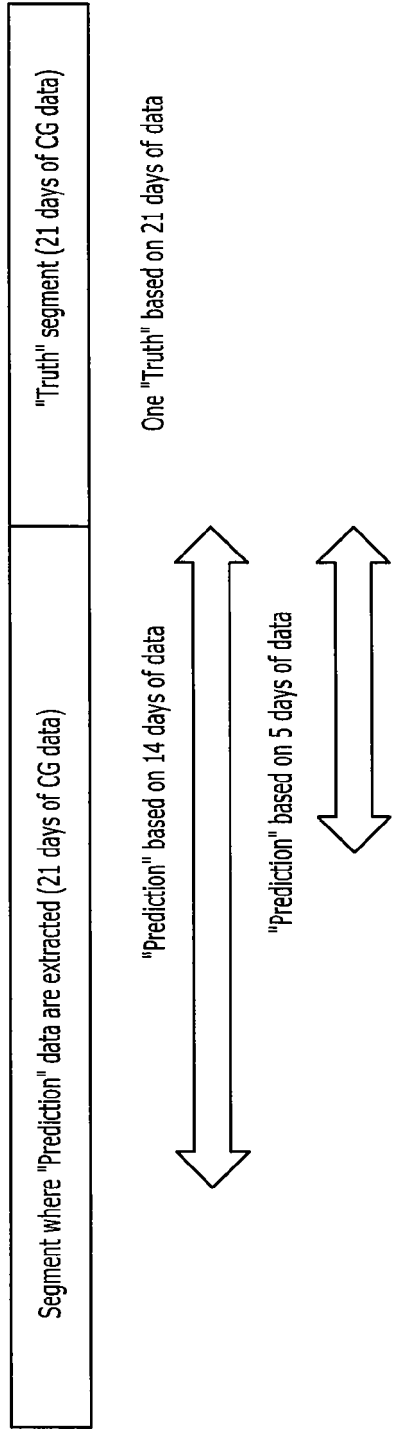 Segment where "Prediction" data are extracted (21 days of CG data)
"Truth" segment (21 days of CG data)
One "Truth" based on 21 days of data
"Prediction" based on 14 days of data
"Prediction" based on 5 days of data